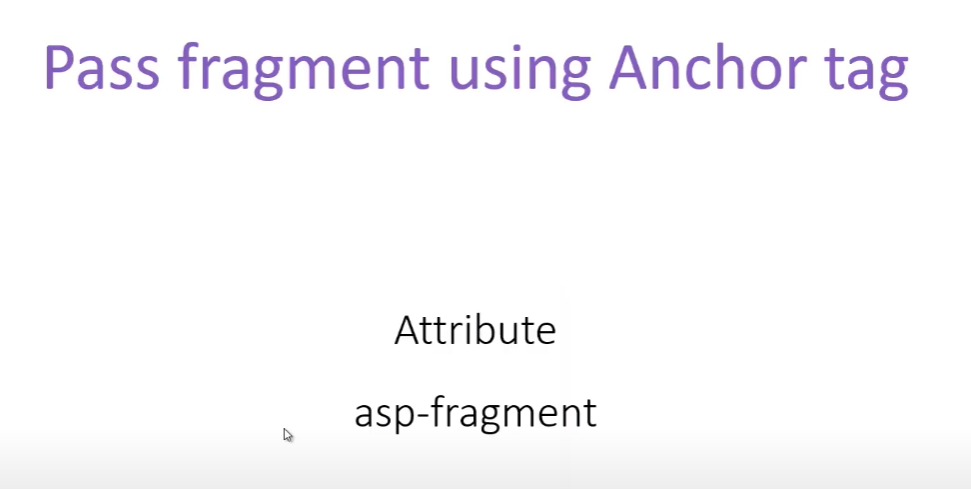 Pass fragment using Anchor tag
Attribute
asp-fragment